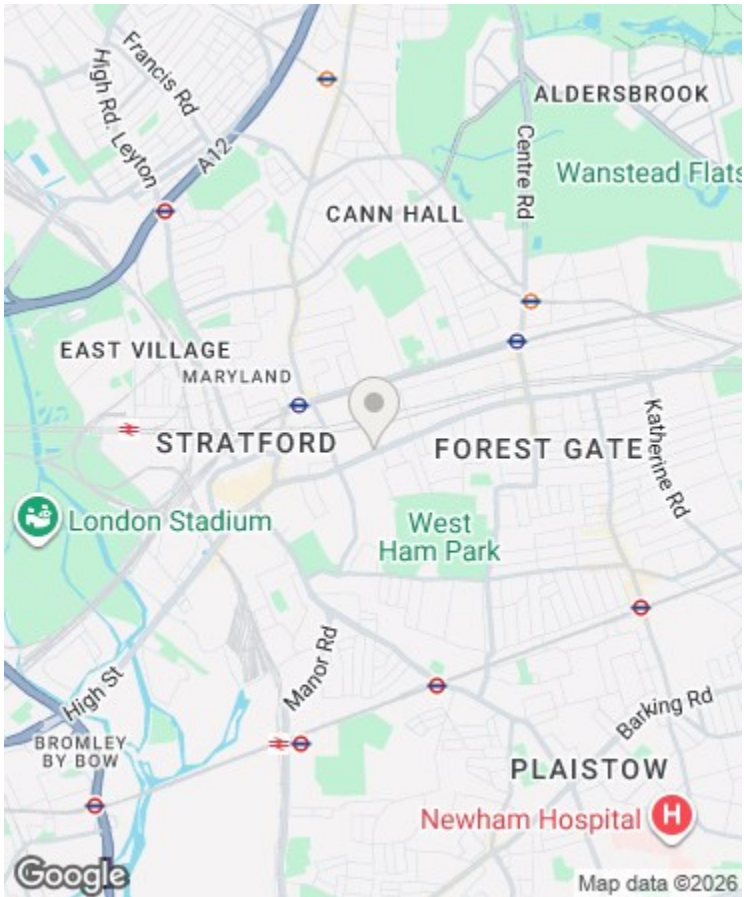 Francis Rd
High Rd. Leyton
A12
ALDERSBROOK
Centre Rd
Wanstead Flats
CANN HALL
EAST VILLAGE
MARYLAND
STRATFORD
FOREST GATE
Katherine Rd
London Stadium
West
Ham Park
Manor Rd
High St
Barking Rd
BROMLEY
BY BOW
PLAISTOW
Newham Hospital
H
Google
Map data ©2026